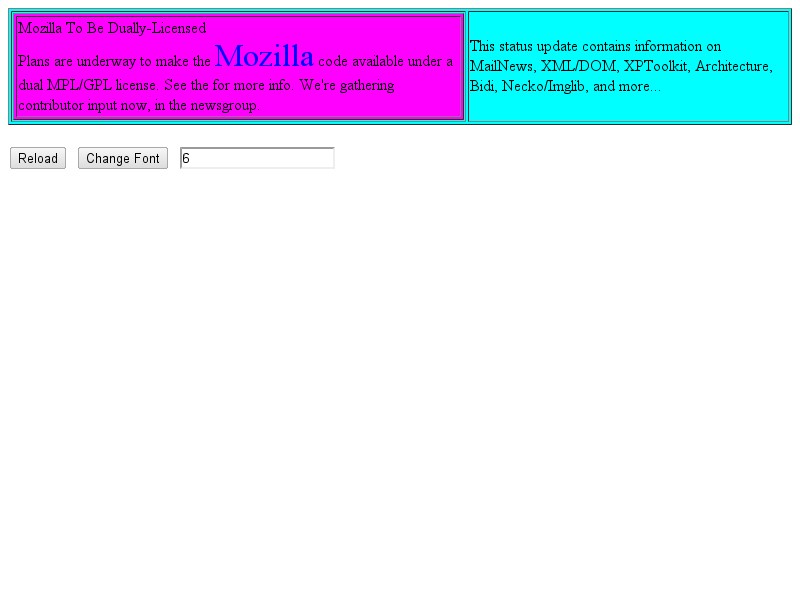 Mozilla To Be Dually-Licensed
Plans are underway to make the Mozilla code available under a
dual MPL/GPL license. See the for more info. We're gathering
contributor input now, in the newsgroup.
This status update contains information on
MailNews, XML/DOM, XPToolkit, Architecture,
Bidi, Necko/Imglib, and more...
Reload Change Font 6